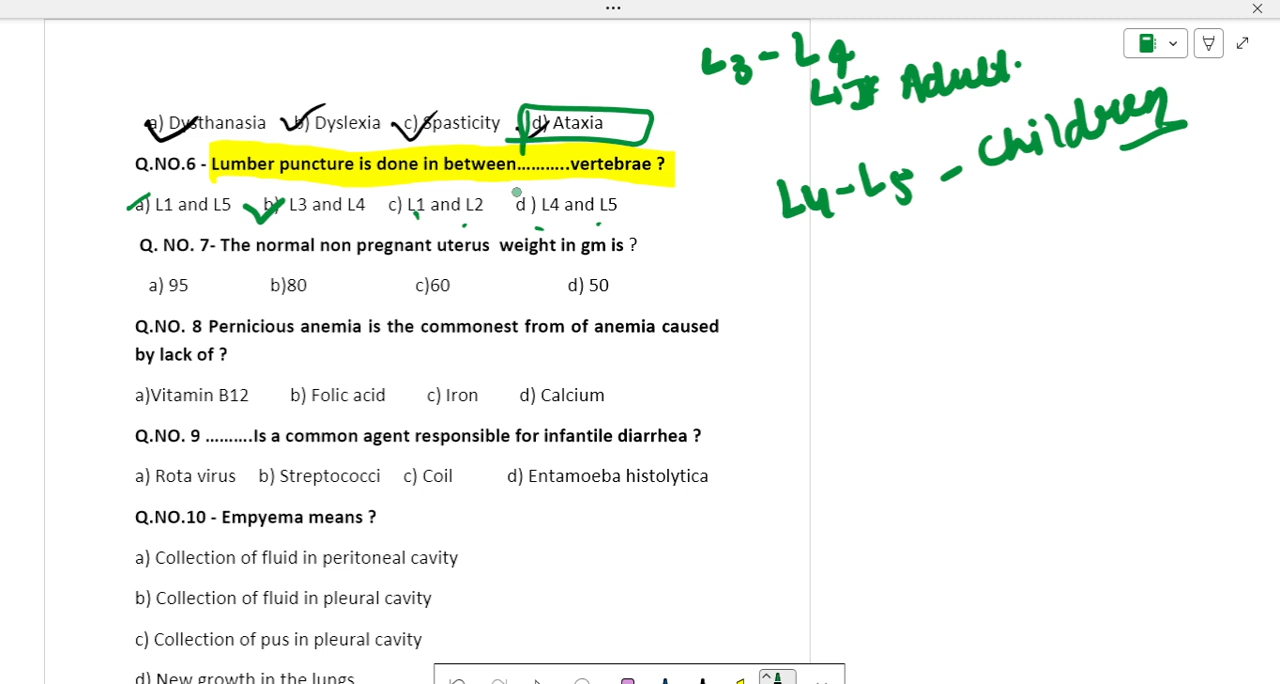 L3 - L4
L4-L5 - Children
a) Dysthanasia b) Dyslexia c) Spasticity d) Ataxia
Q.NO.6 - Lumber puncture is done in between...........vertebrae ?
a) L1 and L5 b) L3 and L4 c) L1 and L2 d ) L4 and L5
Q. NO. 7- The normal non pregnant uterus weight in gm is ?
a) 95 b)80 c)60 d) 50
Q.NO. 8 Pernicious anemia is the commonest from of anemia caused
by lack of ?
a)Vitamin B12 b) Folic acid c) Iron d) Calcium
Q.NO. 9 ..........Is a common agent responsible for infantile diarrhea ?
a) Rota virus b) Streptococci c) Coil d) Entamoeba histolytica
Q.NO.10 - Empyema means ?
a) Collection of fluid in peritoneal cavity
b) Collection of fluid in pleural cavity
c) Collection of pus in pleural cavity
d) New growth in the lungs
Adult.